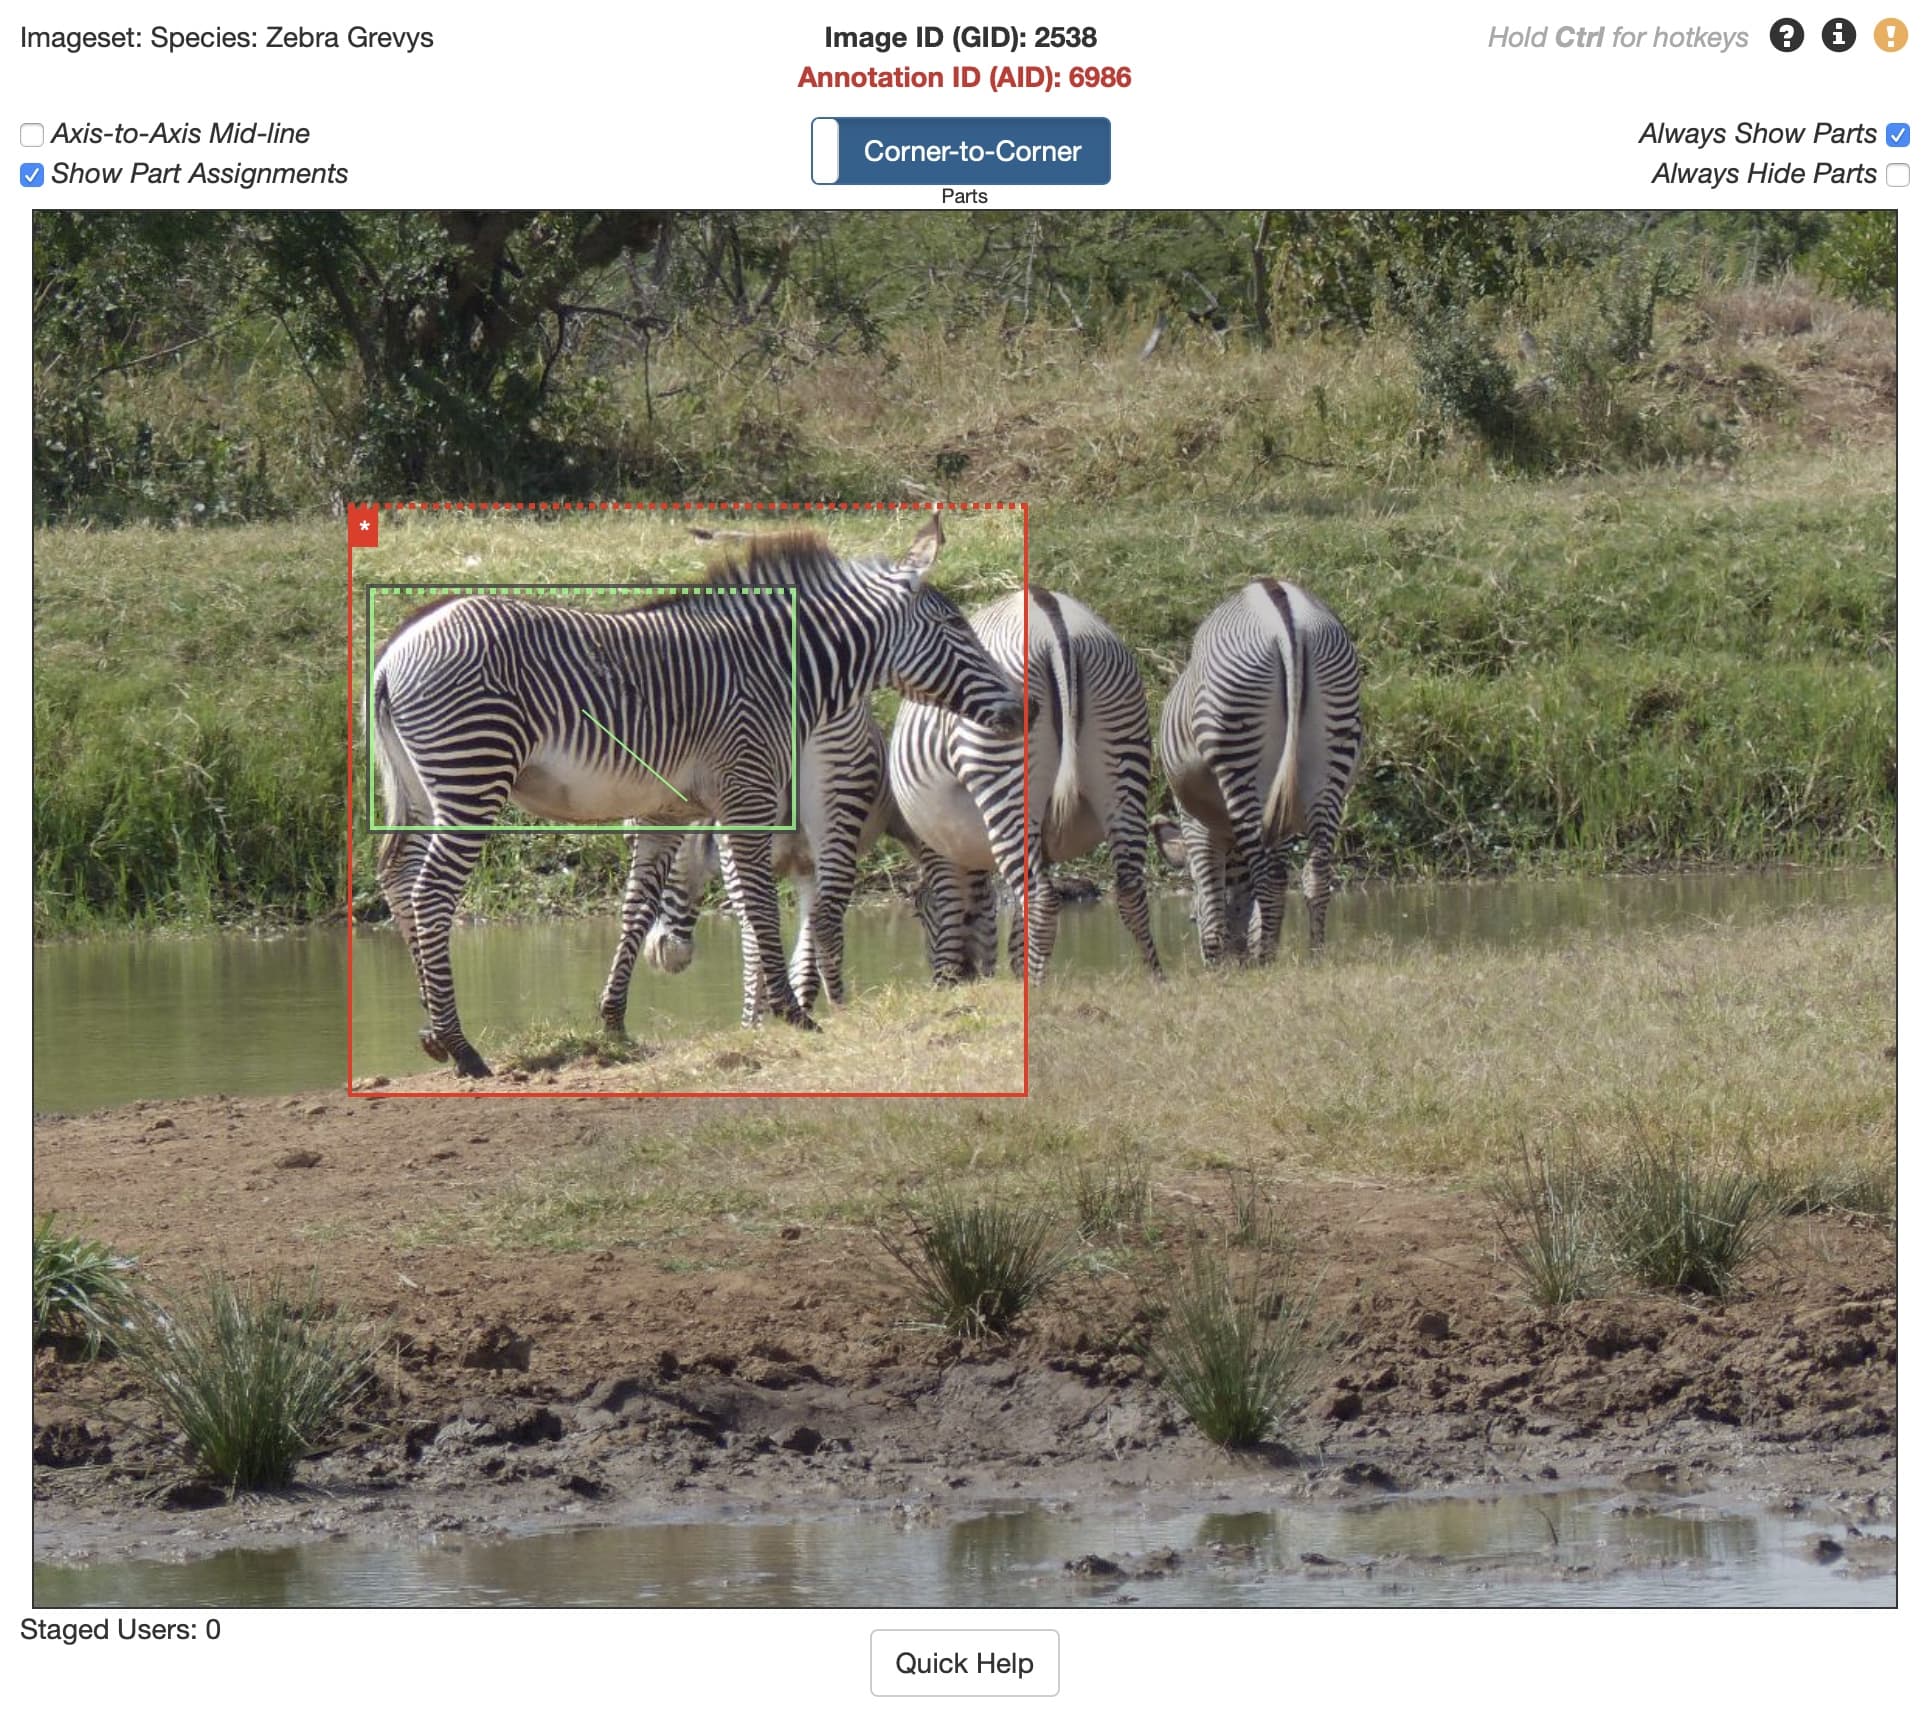 Imageset: Species: Zebra Grevys
Image ID (GID): 2538
Annotation ID (AID): 6986
Hold Ctrl for hotkeys
Axis-to-Axis Mid-line
Show Part Assignments
Corner-to-Corner
Parts
Always Show Parts
Always Hide Parts
*
Staged Users: 0
Quick Help